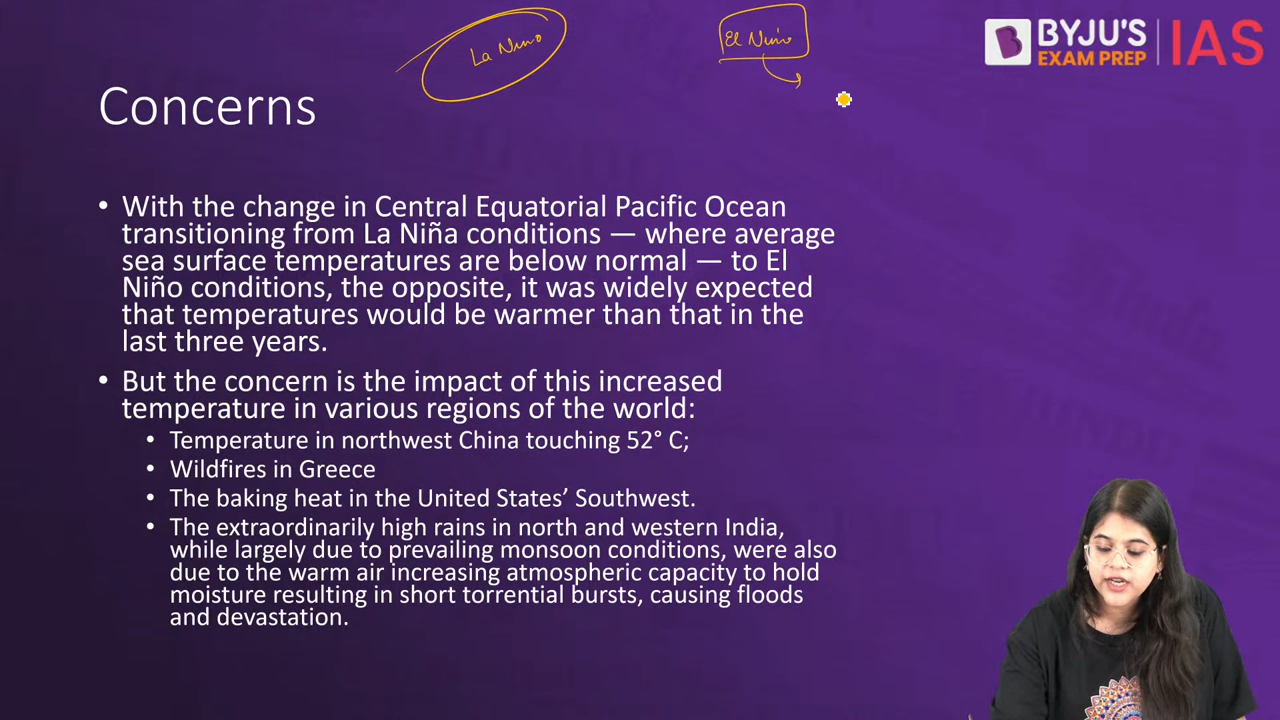 La Nino
El Nino
BYJU'S
EXAM PREP
IAS
Concerns
• With the change in Central Equatorial Pacific Ocean
transitioning from La Niña conditions — where average
sea surface temperatures are below normal — to El
Niño conditions, the opposite, it was widely expected
that temperatures would be warmer than that in the
last three years.
• But the concern is the impact of this increased
temperature in various regions of the world:
• Temperature in northwest China touching 52° C;
• Wildfires in Greece
• The baking heat in the United States’ Southwest.
• The extraordinarily high rains in north and western India,
while largely due to prevailing monsoon conditions, were also
due to the warm air increasing atmospheric capacity to hold
moisture resulting in short torrential bursts, causing floods
and devastation.